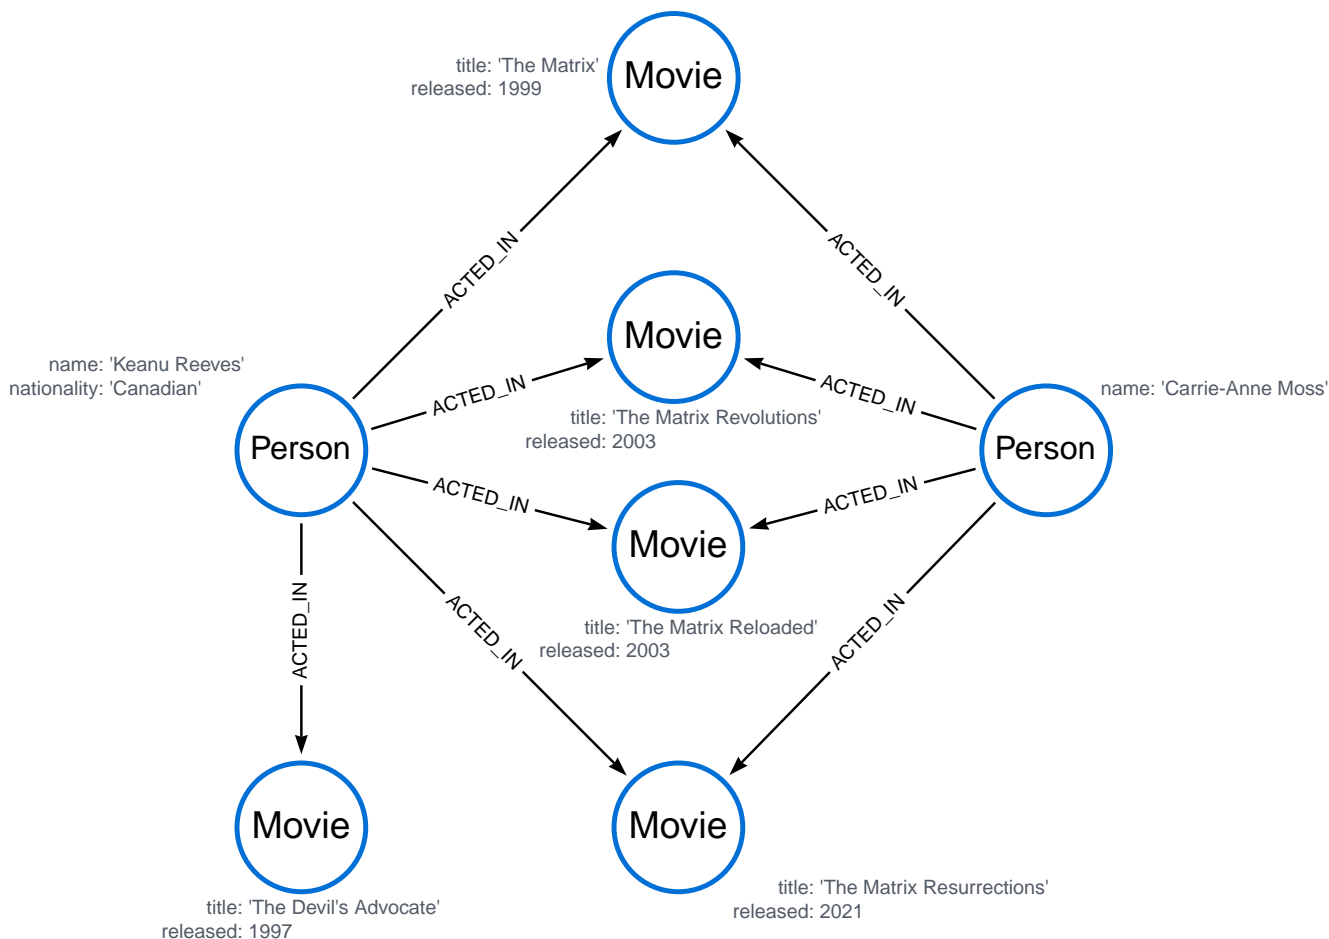 title: 'The Matrix'
released: 1999
Movie
ACTED_IN
ACTED_IN
Movie
title: 'The Matrix Revolutions'
released: 2003
name: 'Keanu Reeves'
nationality: 'Canadian'
Person
ACTED_IN
ACTED_IN
name: 'Carrie-Anne Moss'
Person
ACTED_IN
ACTED_IN
Movie
title: 'The Matrix Reloaded'
released: 2003
ACTED_IN
ACTED_IN
ACTED_IN
Movie
title: 'The Devil's Advocate'
released: 1997
Movie
title: 'The Matrix Resurrections'
released: 2021